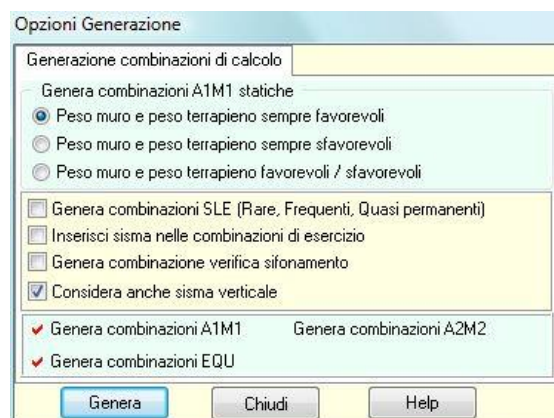 Opzioni Generazione
Generazione combinazioni di calcolo
Genera combinazioni A1M1 statiche
Peso muro e peso terrapieno sempre favorevoli
Peso muro e peso terrapieno sempre sfavorevoli
Peso muro e peso terrapieno favorevoli / sfavorevoli
Genera combinazioni SLE (Rare, Frequenti, Quasi permanenti)
Inserisci sisma nelle combinazioni di esercizio
Genera combinazione verifica sifonamento
Considera anche sisma verticale
Genera combinazioni A1M1 Genera combinazioni A2M2
Genera combinazioni EQU
Genera Chiudi Help